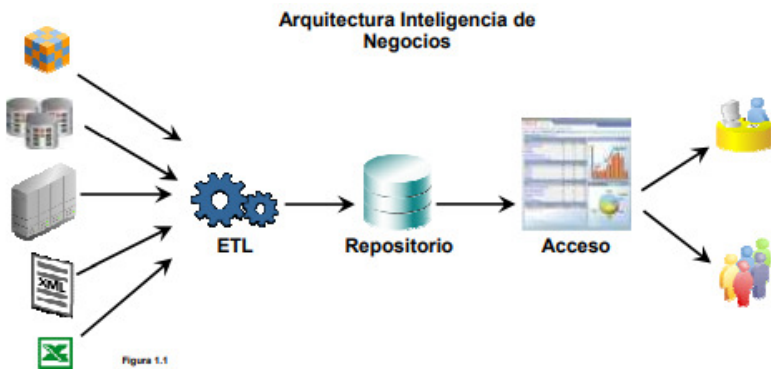 Arquitectura Inteligencia de
Negocios
XML
ETL
Repositorio
Acceso
Figura 1.1